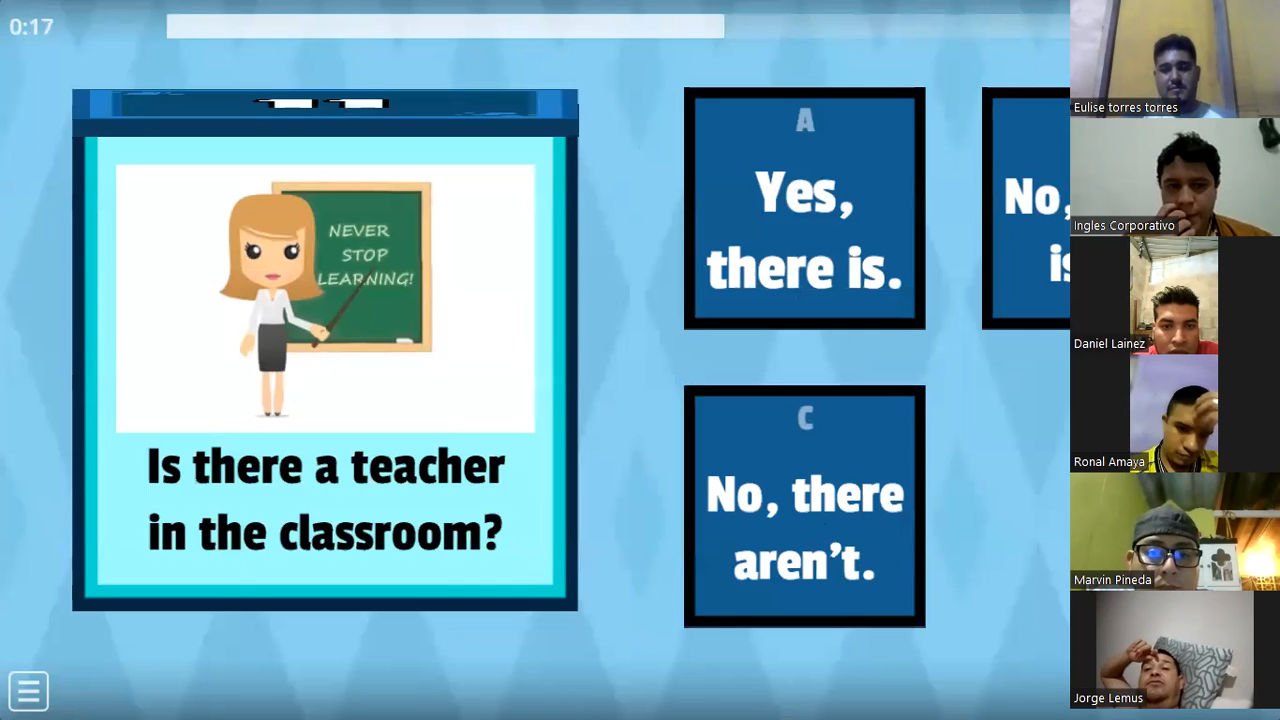 0:17
NEVER
STOP
LEARNING!
Is there a teacher
in the classroom?
A
Yes,
there is.
No,
C
No, there
aren't.
Eulise torres torres
Ingles Corporativo
Daniel Lainez
Ronal Amaya
Marvin Pineda
Jorge Lemus